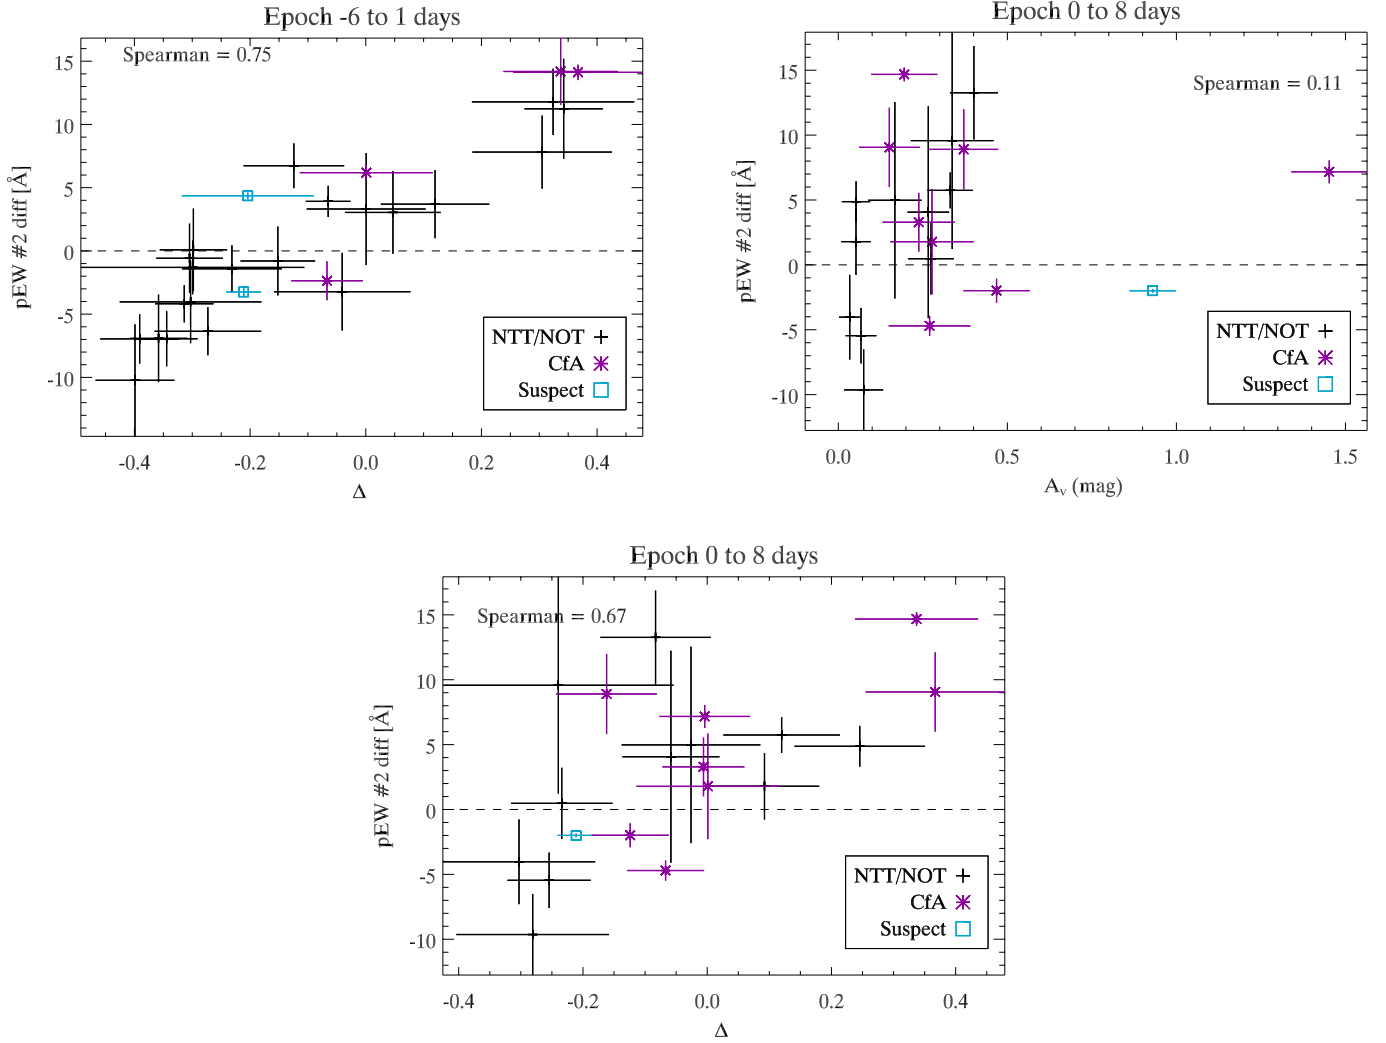 Epoch -6 to 1 days
Spearman = 0.75
pEW #2 diff [Å]
15
10
5
0
-5
-10
NTT/NOT
CfA
Suspect
-0.4 -0.2 0.0 0.2 0.4
Δ
Epoch 0 to 8 days
Spearman = 0.11
pEW #2 diff [Å]
15
10
5
0
-5
-10
NTT/NOT
CfA
Suspect
0.0 0.5 1.0 1.5
Av (mag)
Epoch 0 to 8 days
Spearman = 0.67
pEW #2 diff [Å]
15
10
5
0
-5
-10
NTT/NOT
CfA
Suspect
-0.4 -0.2 0.0 0.2 0.4
Δ